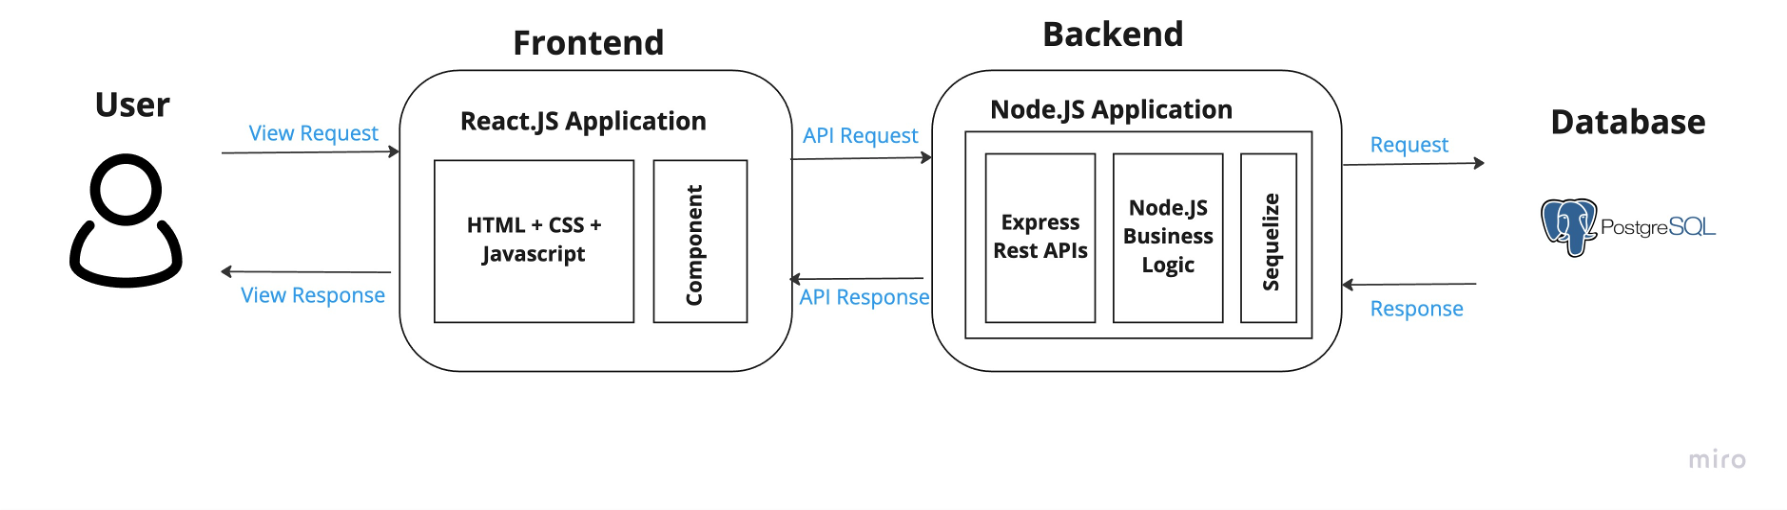 User
View Request
View Response
Frontend
React.JS Application
HTML + CSS +
Javascript
Component
API Request
API Response
Backend
Node.JS Application
Express
Rest APIs
Node.JS
Business
Logic
Sequelize
Request
Response
Database
PostgreSQL
miro